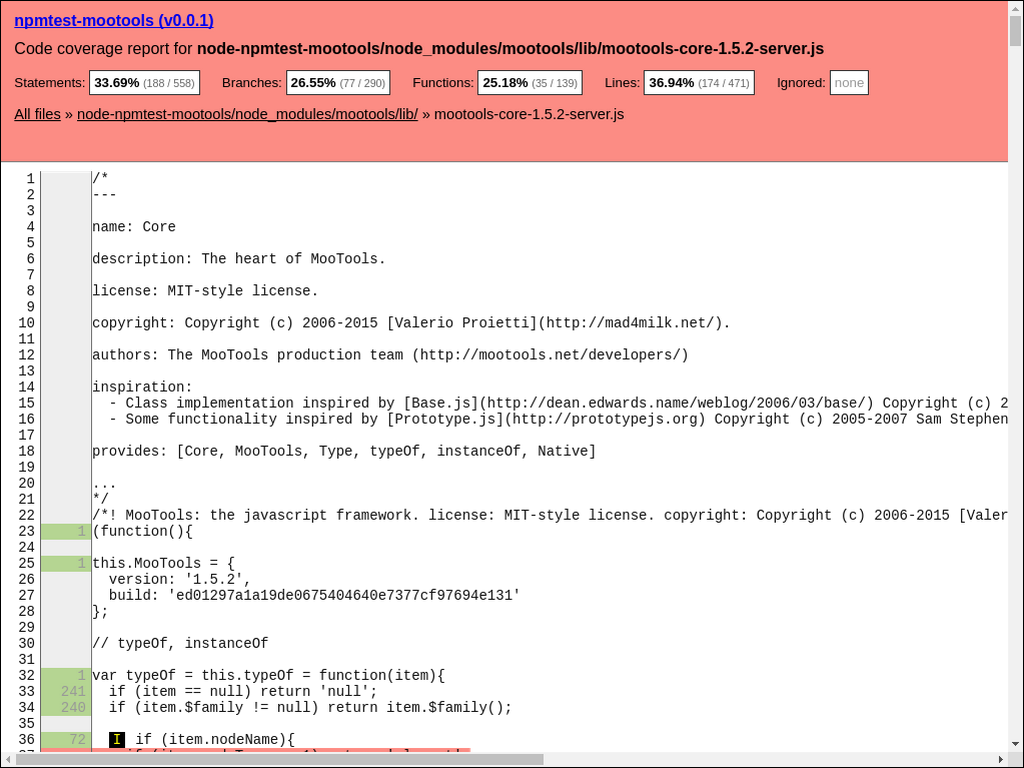 npmtest-mootools (v0.0.1)
Code coverage report for node-npmtest-mootools/node_modules/mootools/lib/mootools-core-1.5.2-server.js
Statements: 33.69% (188 / 558) Branches: 26.55% (77 / 290) Functions: 25.18% (35 / 139) Lines: 36.94% (174 / 471) Ignored: none
All files » node-npmtest-mootools/node_modules/mootools/lib/ » mootools-core-1.5.2-server.js
1 /*
2 ---
3
4 name: Core
5
6 description: The heart of MooTools.
7
8 license: MIT-style license.
9
10 copyright: Copyright (c) 2006-2015 [Valerio Proietti](http://mad4milk.net/).
11
12 authors: The MooTools production team (http://mootools.net/developers/)
13
14 inspiration:
15 - Class implementation inspired by [Base.js](http://dean.edwards.name/weblog/2006/03/base/) Copyright (c) 2
16 - Some functionality inspired by [Prototype.js](http://prototypejs.org) Copyright (c) 2005-2007 Sam Stephen
17
18 provides: [Core, MooTools, Type, typeOf, instanceOf, Native]
19
20 ...
21 */
22 /*! MooTools: the javascript framework. license: MIT-style license. copyright: Copyright (c) 2006-2015 [Valer
23 1 (function(){
24
25 1 this.MooTools = {
26 version: '1.5.2',
27 build: 'ed01297a1a19de0675404640e7377cf97694e131'
28 };
29
30 // typeOf, instanceOf
31
32 1 var typeOf = this.typeOf = function(item){
33 241 if (item == null) return 'null';
34 240 if (item.$family != null) return item.$family();
35
36 72 I if (item.nodeName){